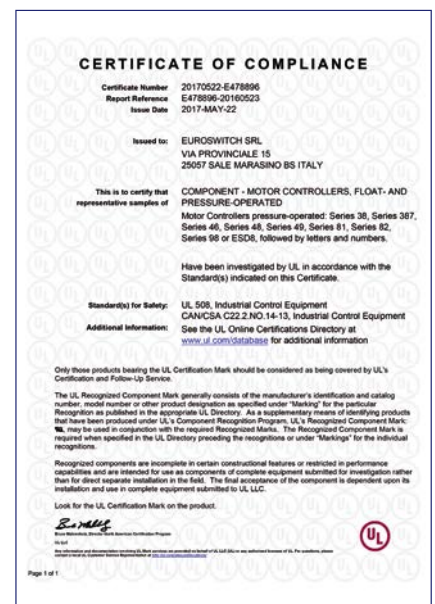 CERTIFICATE OF COMPLIANCE
Certificate Number 20170522-E478896
Report Reference E478896-20160523
Issue Date 2017-MAY-22
Issued to: EUROSWITCH SRL
VIA PROVINCIALE 15
25057 SALE MARASINO BS ITALY
This is to certify that COMPONENT - MOTOR CONTROLLERS, FLOAT- AND
representative samples of PRESSURE-OPERATED
Motor Controllers pressure-operated: Series 38, Series 387,
Series 46, Series 48, Series 49, Series 81, Series 82,
Series 98 or ESD8, followed by letters and numbers.
Have been investigated by UL in accordance with the
Standard(s) indicated on this Certificate.
Standard(s) for Safety: UL 508, Industrial Control Equipment
CAN/CSA C22.2.NO.14-13, Industrial Control Equipment
Additional Information: See the UL Online Certifications Directory at
www.ul.com/database for additional information
Only those products bearing the UL Certification Mark should be considered as being covered by UL's
Certification and Follow-Up Service.
The UL Recognized Component Mark generally consists of the manufacturer's identification and catalog
number, model number or other product designation as specified under "Marking" for the particular
Recognition as published in the appropriate UL Directory. As a supplementary means of identifying products
that have been produced under UL's Component Recognition Program, UL's Recognized Component Mark:
may be used in conjunction with the required Recognized Marks. The Recognized Component Mark is
required when specified in the UL Directory preceding the recognitions or under "Markings" for the individual
recognitions.
Recognized components are incomplete in certain constructional features or restricted in performance
capabilities and are intended for use as components of complete equipment submitted for investigation rather
than for direct separate installation in the field. The final acceptance of the component is dependent upon its
installation and use in complete equipment submitted to UL LLC.
Look for the UL Certification Mark on the product.
UL
Page 1 of 1